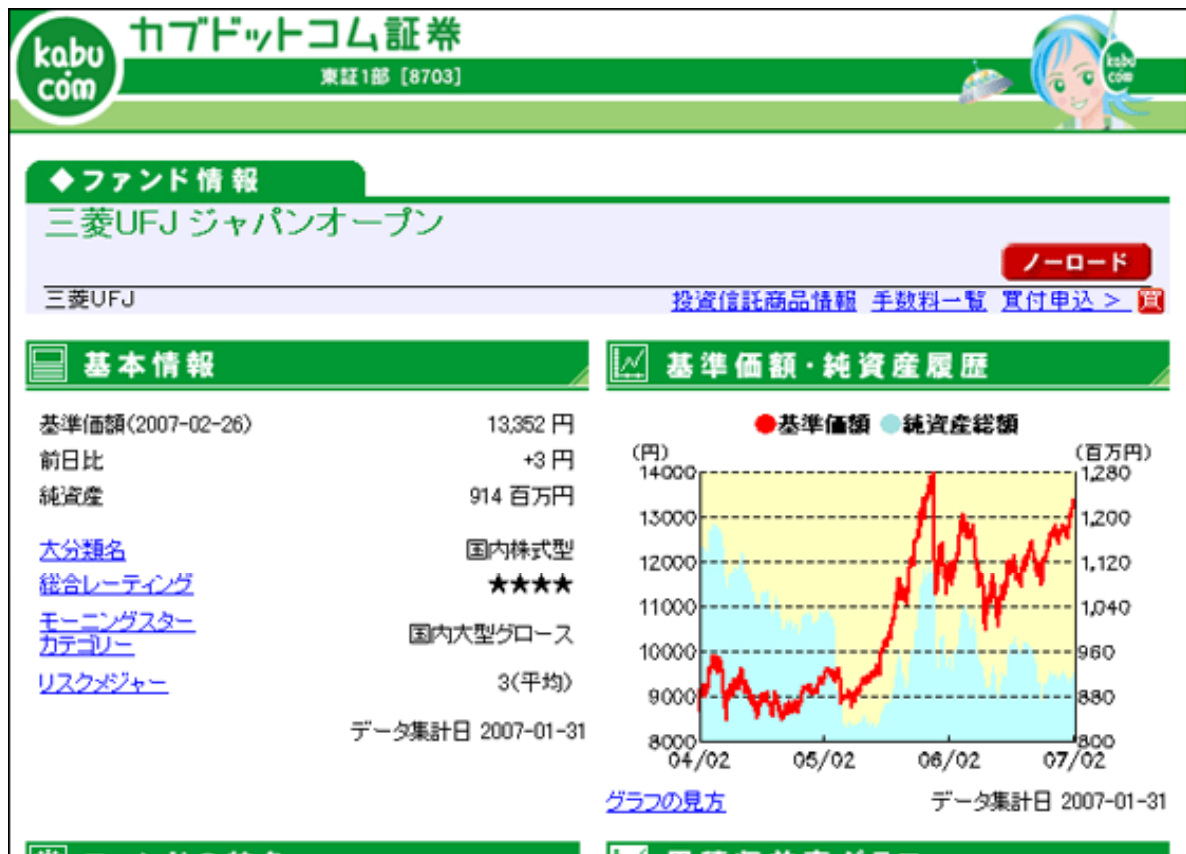 kabu
com
カブドットコム証券
東証1部 [8703]
kabu
com
◆ファンド情報
三菱UFJ ジャパンオープン
ノーロード
三菱UFJ
投資信託商品情報 手数料一覧 買付申込 > 買
基本情報
基準価額(2007-02-26) 13,352 円
前日比 +3 円
純資産 914 百万円
大分類名 国内株式型
総合レーティング ★★★★
モーニングスター
カテゴリー 国内大型グロース
リスクメジャー 3(平均)
データ集計日 2007-01-31
基準価額・純資産履歴
●基準価額 ●純資産総額
(円) (百万円)
14000 1,280
13000 1,200
12000 1,120
11000 1,040
10000 960
9000 880
8000 800
04/02 05/02 06/02 07/02
グラフの見方 データ集計日 2007-01-31